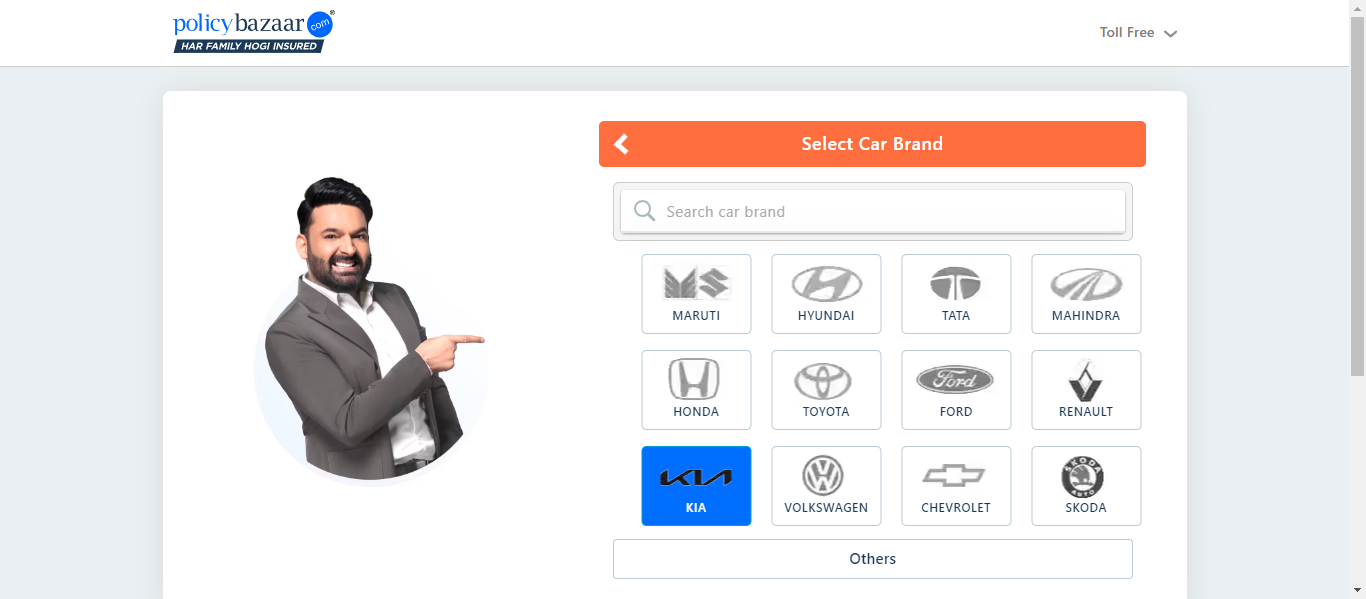 policybazaar.com®
HAR FAMILY HOGI INSURED
Toll Free
Select Car Brand
Search car brand
MARUTI
HYUNDAI
TATA
MAHINDRA
HONDA
TOYOTA
Ford
FORD
RENAULT
KIA
KIA
VOLKSWAGEN
CHEVROLET
SKODA
AUTO
SKODA
Others